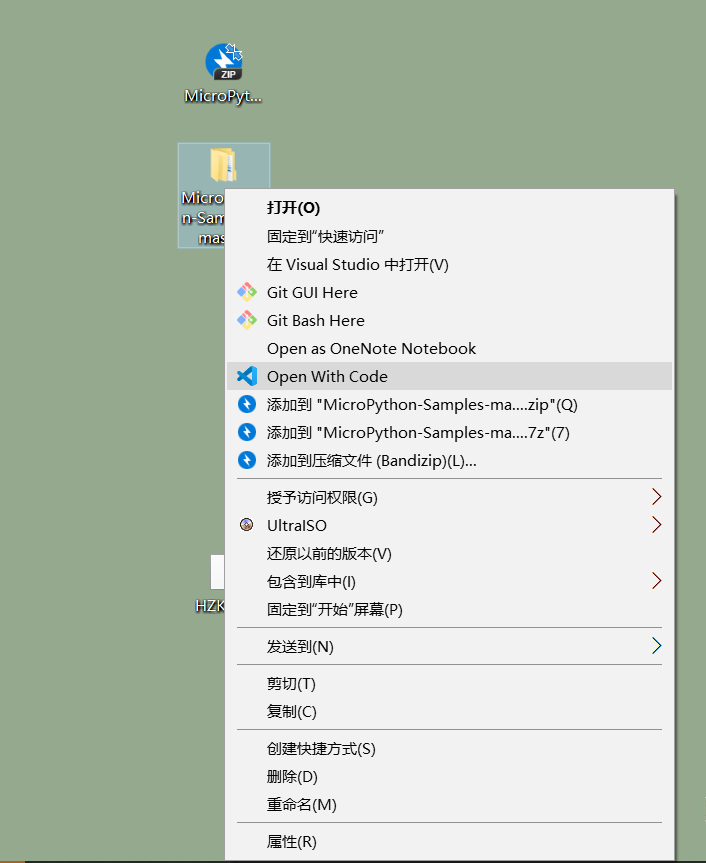 ZIP
MicroPyt...
Micro
n-Sam
mas
打开(O)
固定到“快速访问”
在 Visual Studio 中打开(V)
Git GUI Here
Git Bash Here
Open as OneNote Notebook
Open With Code
添加到 "MicroPython-Samples-ma....zip"(Q)
添加到 "MicroPython-Samples-ma....7z"(7)
添加到压缩文件 (Bandizip)(L)...
授予访问权限(G)
UltraISO
还原以前的版本(V)
包含到库中(I)
HZK
固定到“开始”屏幕(P)
发送到(N)
剪切(T)
复制(C)
创建快捷方式(S)
删除(D)
重命名(M)
属性(R)